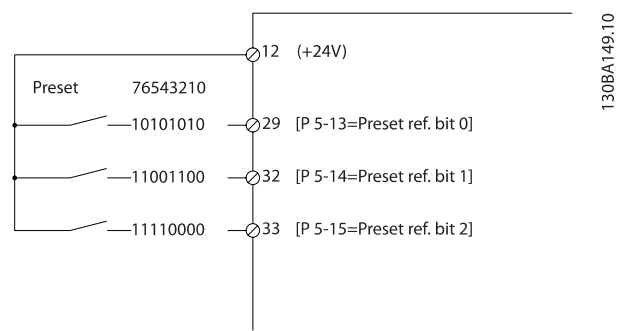 12 (+24V)
Preset 76543210
10101010 29 [P 5-13=Preset ref. bit 0]
11001100 32 [P 5-14=Preset ref. bit 1]
11110000 33 [P 5-15=Preset ref. bit 2]
130BA149.10